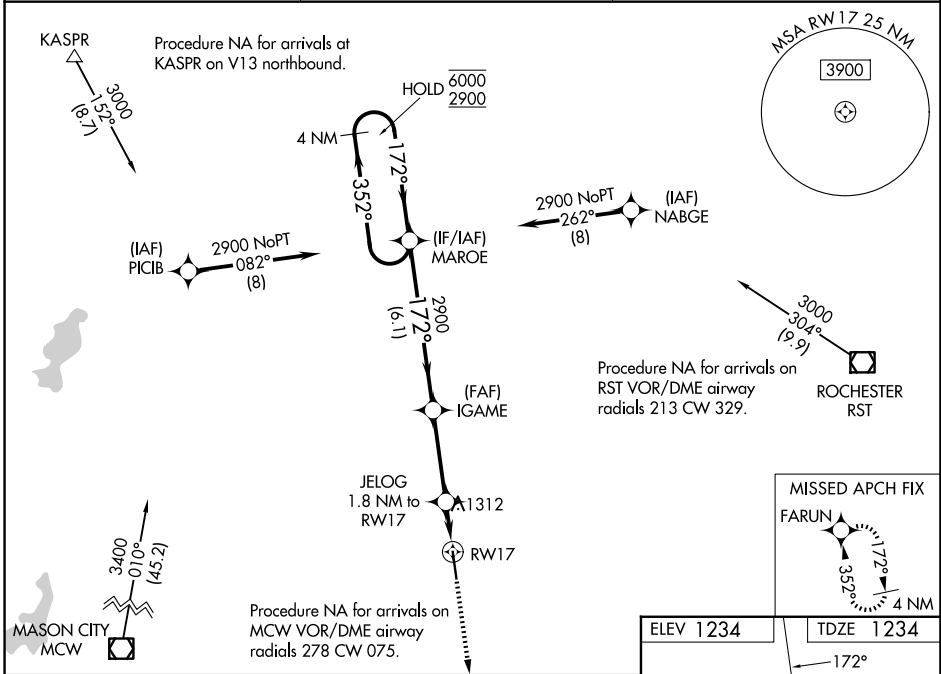 KASPR
3000
152°
(8.7)
Procedure NA for arrivals at
KASPR on V13 northbound.
HOLD 6000
2900
4 NM
172°
352°
MSA RW17 25 NM
3900
(IAF)
PICIB
2900 NoPT
082°
(8)
(IF/IAF)
MAROE
2900 NoPT
262°
(8)
(IAF)
NABGE
2900
172°
(6.1)
3000
304°
(9.9)
Procedure NA for arrivals on
RST VOR/DME airway
radials 213 CW 329.
ROCHESTER
RST
(FAF)
IGAME
JELOG
1.8 NM to
RW17
1312
RW17
3400
010°
(45.2)
MASON CITY
MCW
Procedure NA for arrivals on
MCW VOR/DME airway
radials 278 CW 075.
MISSED APCH FIX
FARUN
172°
352°
4 NM
ELEV 1234
TDZE 1234
172°